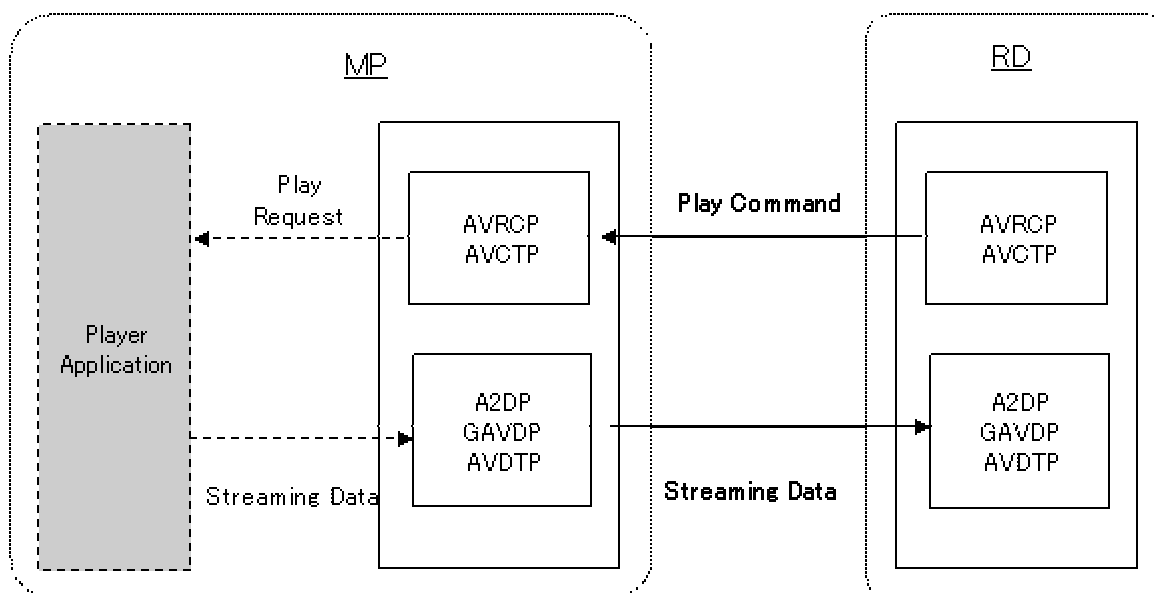 MP
RD
Play
Request
Play Command
AVRCP
AVCTP
AVRCP
AVCTP
Player
Application
A2DP
GAVDP
AVDTP
A2DP
GAVDP
AVDTP
Streaming Data
Streaming Data